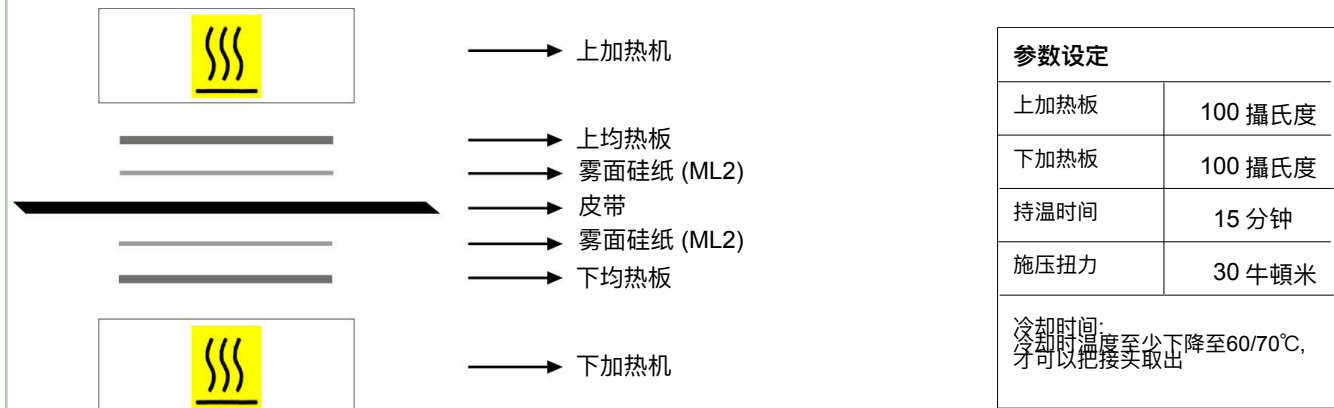 上加热机
上均热板
雾面硅纸 (ML2)
皮带
雾面硅纸 (ML2)
下均热板
下加热机
参数设定
上加热板 100 攝氏度
下加热板 100 攝氏度
持温时间 15 分钟
施压扭力 30 牛頓米
冷却时间:
冷却时温度至少下降至60/70℃,
才可以把接头取出